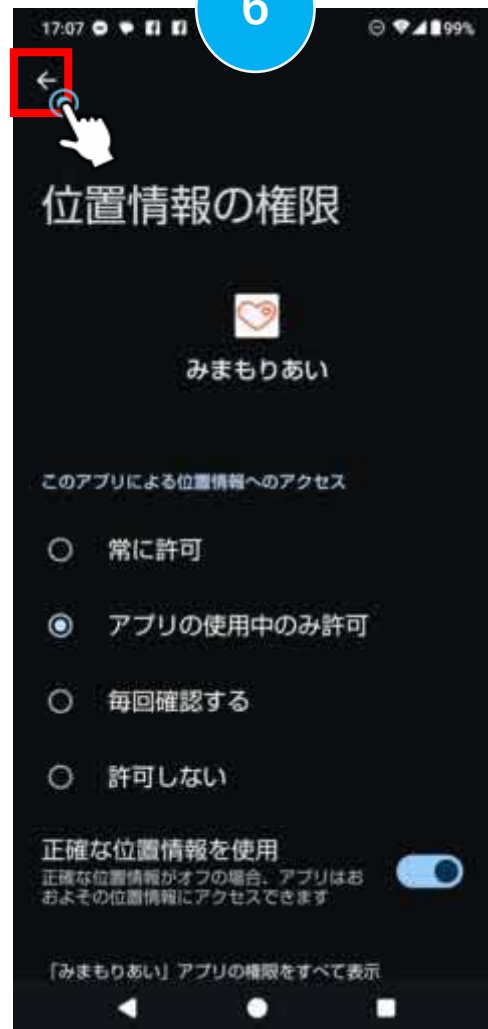 6
17:07
99%
位置情報の権限
みまもりあい
このアプリによる位置情報へのアクセス
常に許可
アプリの使用中のみ許可
毎回確認する
許可しない
正確な位置情報を使用
正確な位置情報がオフの場合、アプリはお
およその位置情報にアクセスできます
「みまもりあい」アプリの権限をすべて表示